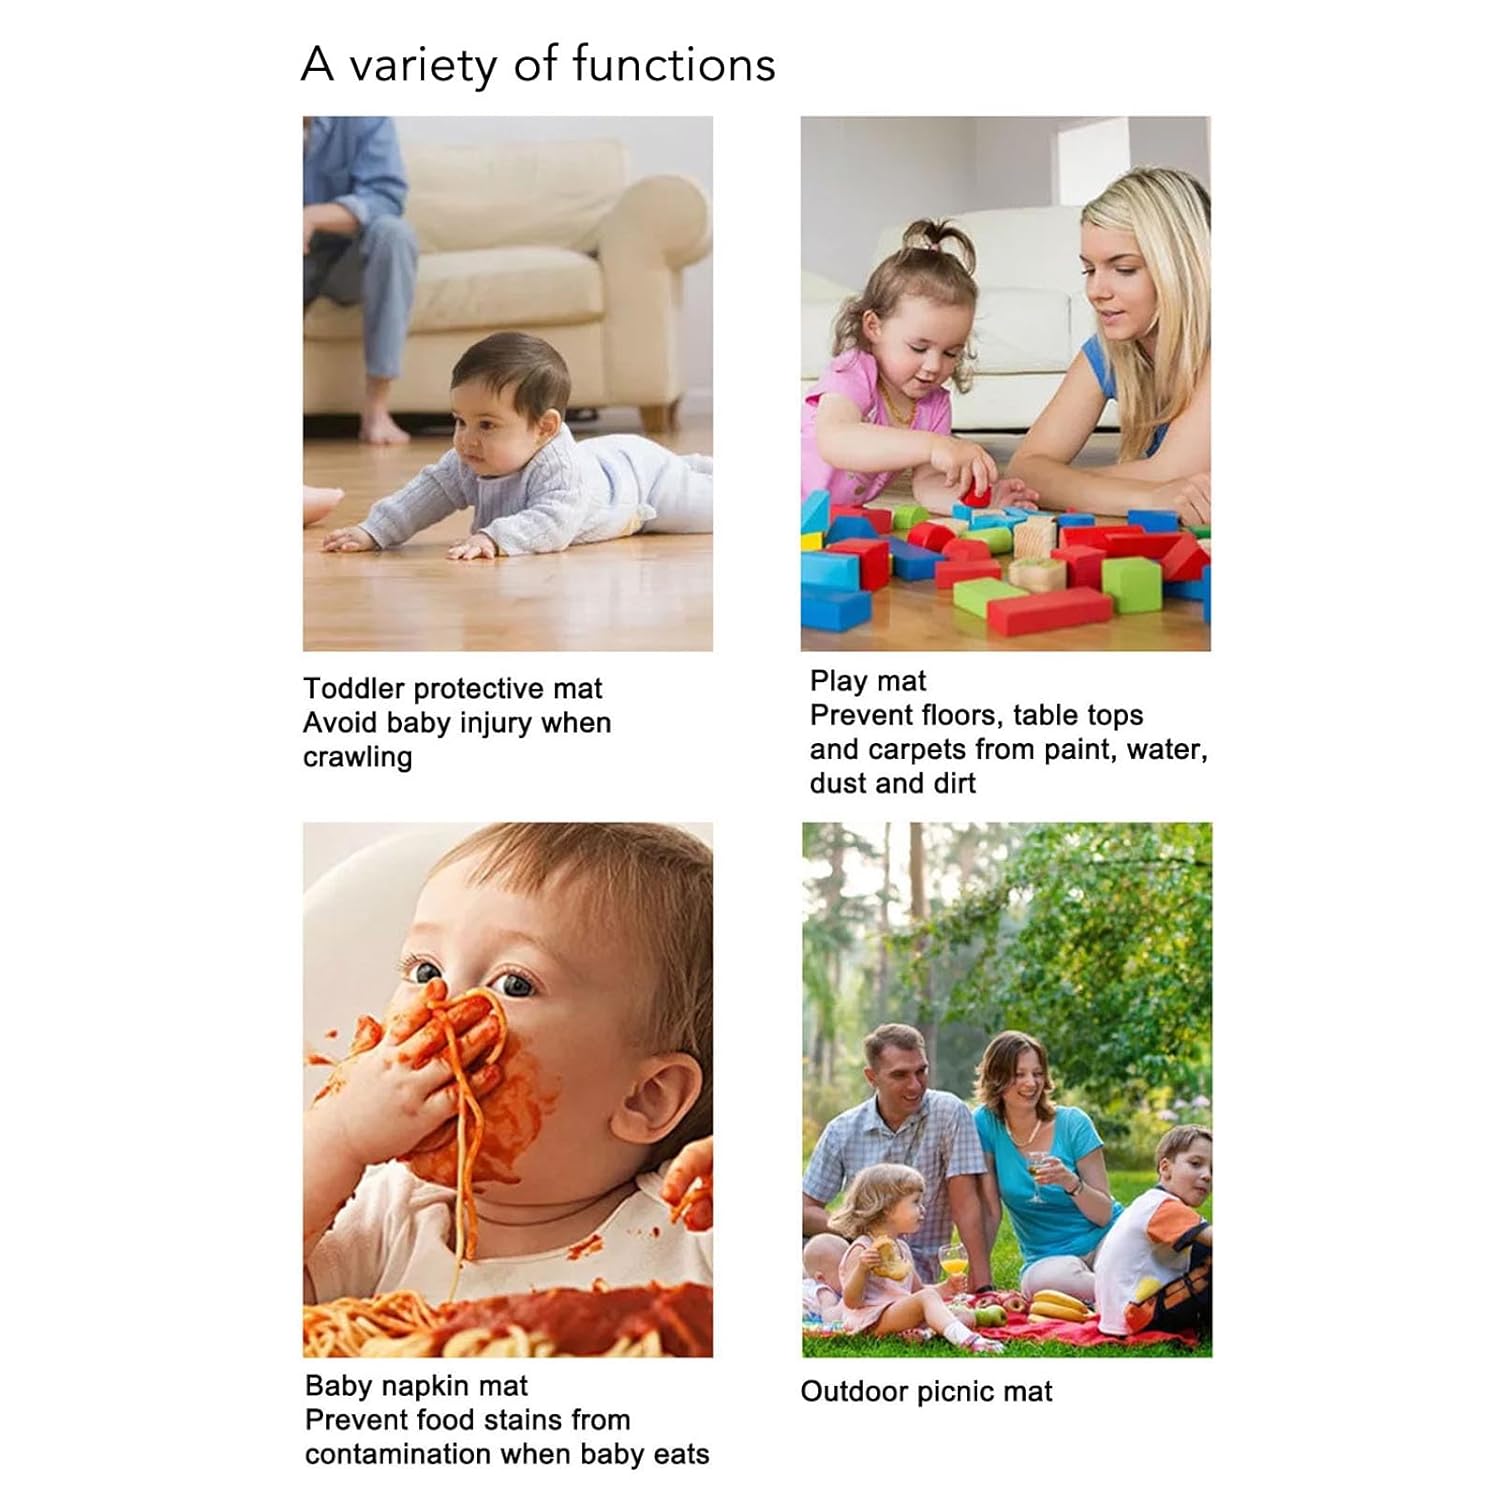 A variety of functions
Toddler protective mat
Avoid baby injury when
crawling
Play mat
Prevent floors, table tops
and carpets from paint, water,
dust and dirt
Baby napkin mat
Prevent food stains from
contamination when baby eats
Outdoor picnic mat